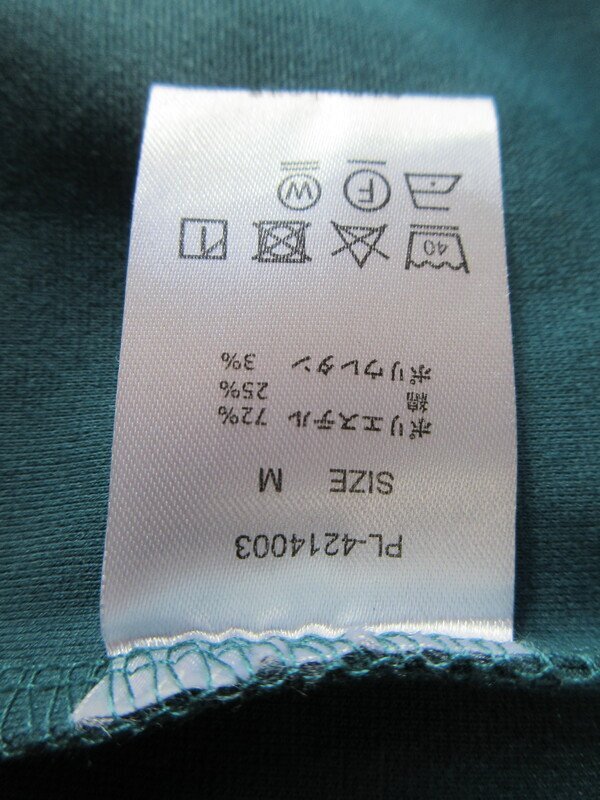 PL-4214003
SIZE M
ポリエステル 72%
綿 25%
ポリウレタン 3%
40
F W